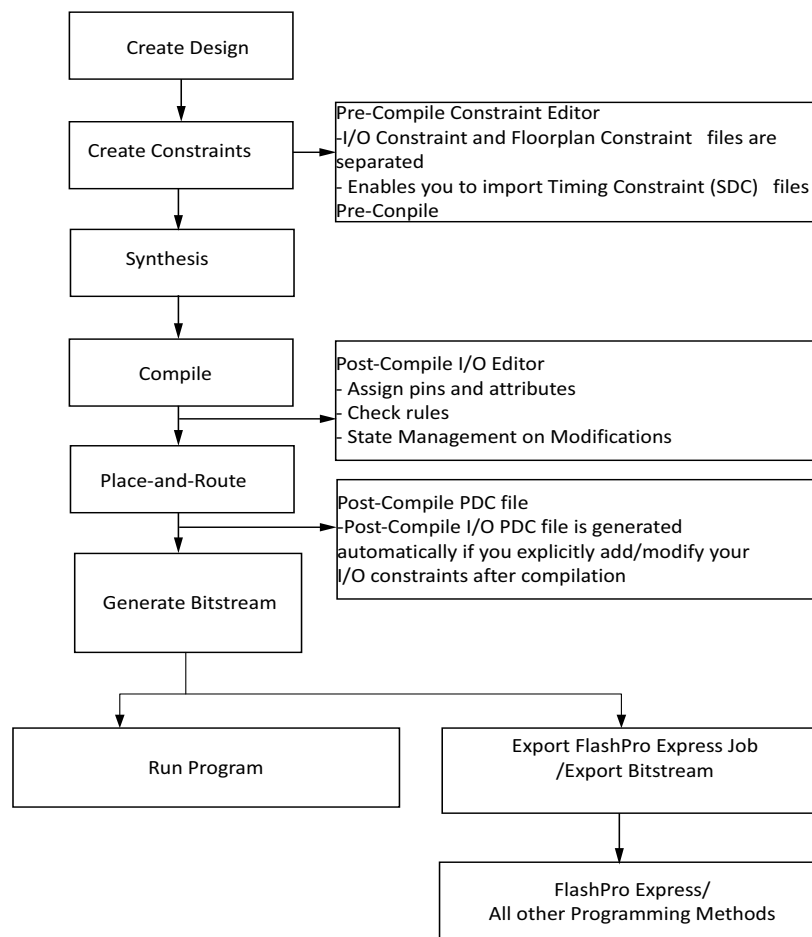 Create Design
Create Constraints
Pre-Compile Constraint Editor
-I/O Constraint and Floorplan Constraint files are
separated
- Enables you to import Timing Constraint (SDC) files
Pre-Conpile
Synthesis
Compile
Post-Compile I/O Editor
- Assign pins and attributes
- Check rules
- State Management on Modifications
Place-and-Route
Post-Compile PDC file
-Post-Compile I/O PDC file is generated
automatically if you explicitly add/modify your
I/O constraints after compilation
Generate Bitstream
Run Program
Export FlashPro Express Job
/Export Bitstream
FlashPro Express/
All other Programming Methods